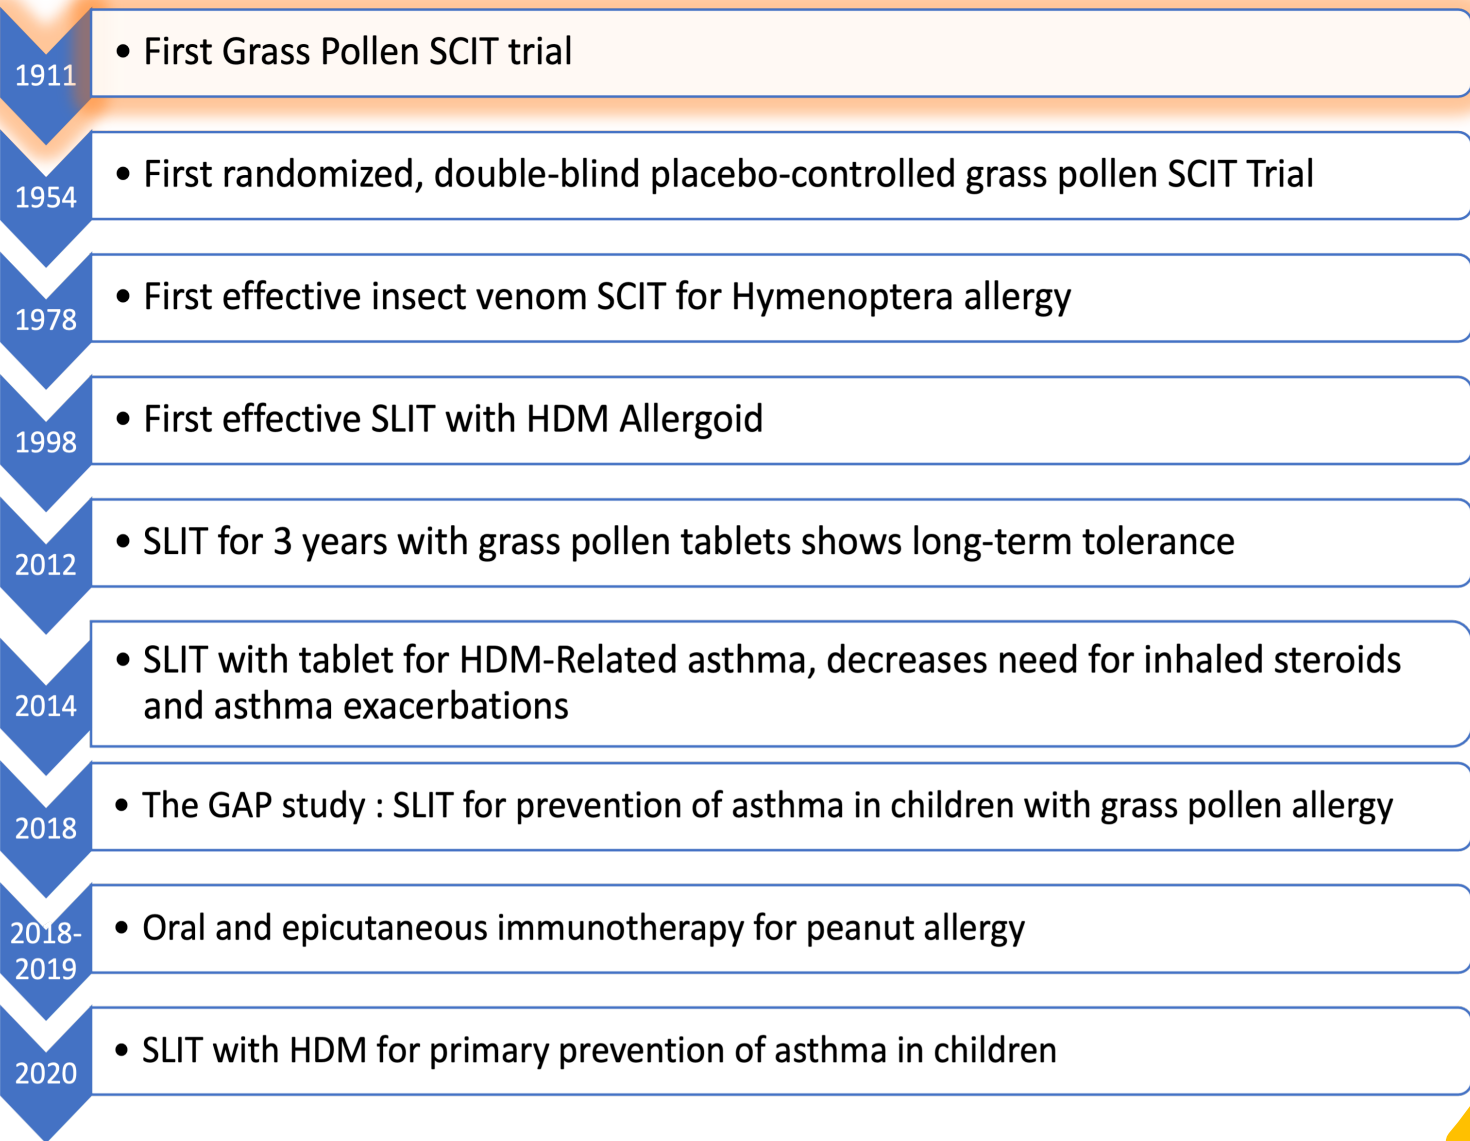 1911
• First Grass Pollen SCIT trial
1954
• First randomized, double-blind placebo-controlled grass pollen SCIT Trial
1978
• First effective insect venom SCIT for Hymenoptera allergy
1998
• First effective SLIT with HDM Allergoid
2012
• SLIT for 3 years with grass pollen tablets shows long-term tolerance
2014
• SLIT with tablet for HDM-Related asthma, decreases need for inhaled steroids
and asthma exacerbations
2018
• The GAP study : SLIT for prevention of asthma in children with grass pollen allergy
2018-
2019
• Oral and epicutaneous immunotherapy for peanut allergy
2020
• SLIT with HDM for primary prevention of asthma in children